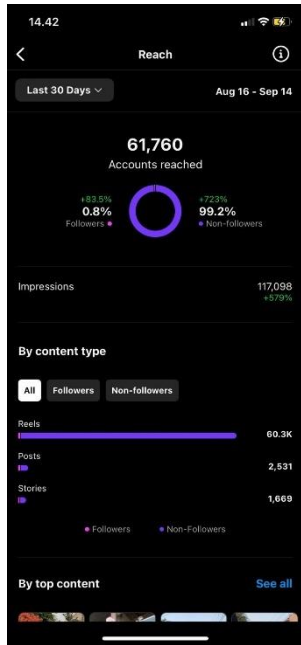 14.42
Reach
Last 30 Days
Aug 16 - Sep 14
61,760
Accounts reached
+83.5%
0.8%
Followers
+723%
99.2%
Non-followers
Impressions
117,098
+579%
By content type
All
Followers
Non-followers
Reels
60.3K
Posts
2,531
Stories
1,669
Followers
Non-Followers
By top content
See all